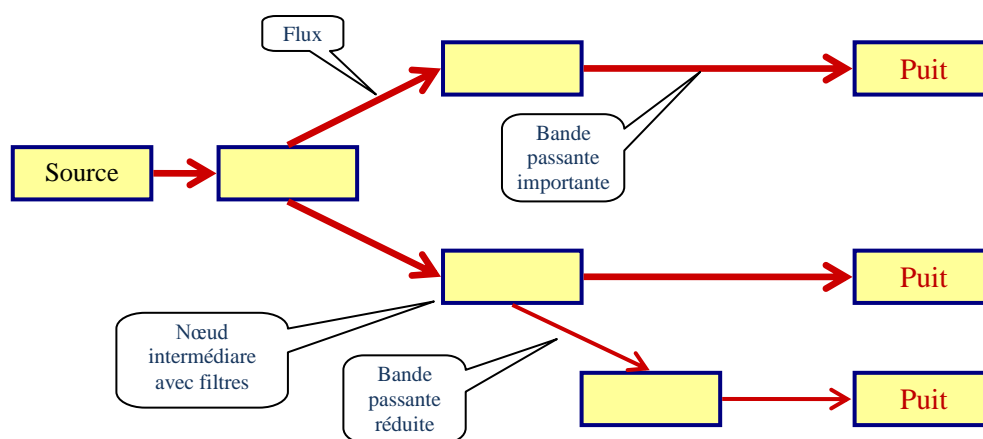 Flux
Puit
Bande
passante
importante
Source
Puit
Nœud
intermédiare
avec filtres
Bande
passante
réduite
Puit